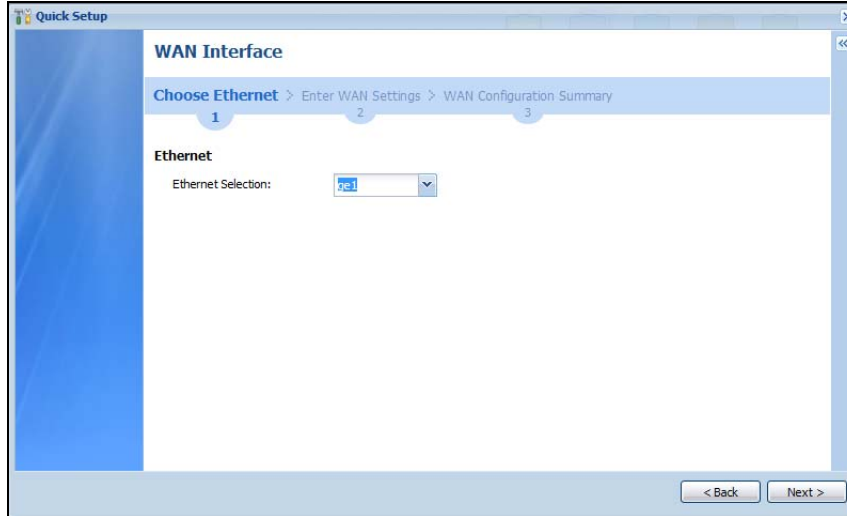 Quick Setup
WAN Interface
Choose Ethernet > Enter WAN Settings > WAN Configuration Summary
1 2 3
Ethernet
Ethernet Selection: ge1
< Back Next >